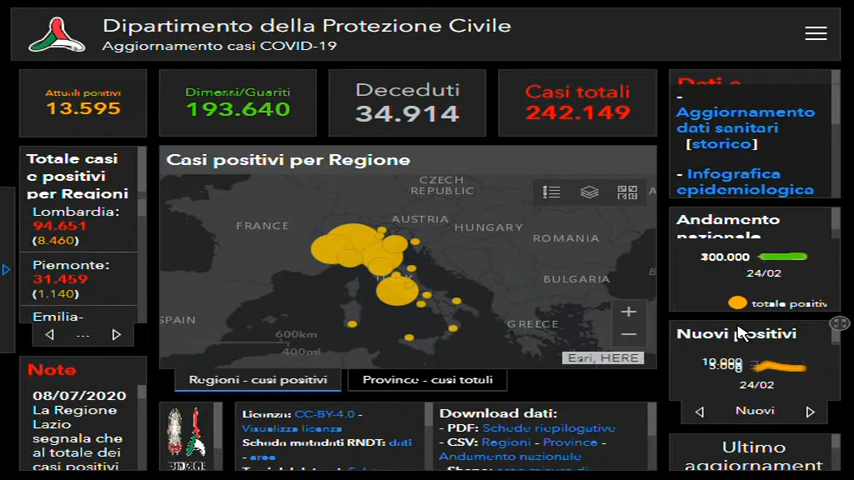 Dipartimento della Protezione Civile
Aggiornamento casi COVID-19
Attuali positivi
13.595
Dimessi/Guariti
193.640
Deceduti
34.914
Casi totali
242.149
Dati e
- Aggiornamento
dati sanitari
[storico]
- Infografica
epidemiologica
Totale casi
e positivi
per Regioni
Lombardia:
94.651
(8.460)
Piemonte:
31.459
(1.140)
Emilia-
...
Casi positivi per Regione
CZECH
REPUBLIC
FRANCE
AUSTRIA
HUNGARY
ROMANIA
BULGARIA
ITALY
SPAIN
GREECE
600km
400mi
Esri, HERE
Regioni - casi positivi
Province - casi totali
Andamento
nazionale
24/02
totale positiv
Nuovi positivi
10.000
5.000
24/02
Nuovi
Note
08/07/2020
La Regione
Lazio
segnala che
al totale dei
casi positivi
Licenza: CC-BY-4.0 -
Visualizza licenza
Scheda metadati RNDT: dati
- aree
Download dati:
- PDF: Schede riepilogative
- CSV: Regioni - Province -
Andamento nazionale
Ultimo
aggiornament